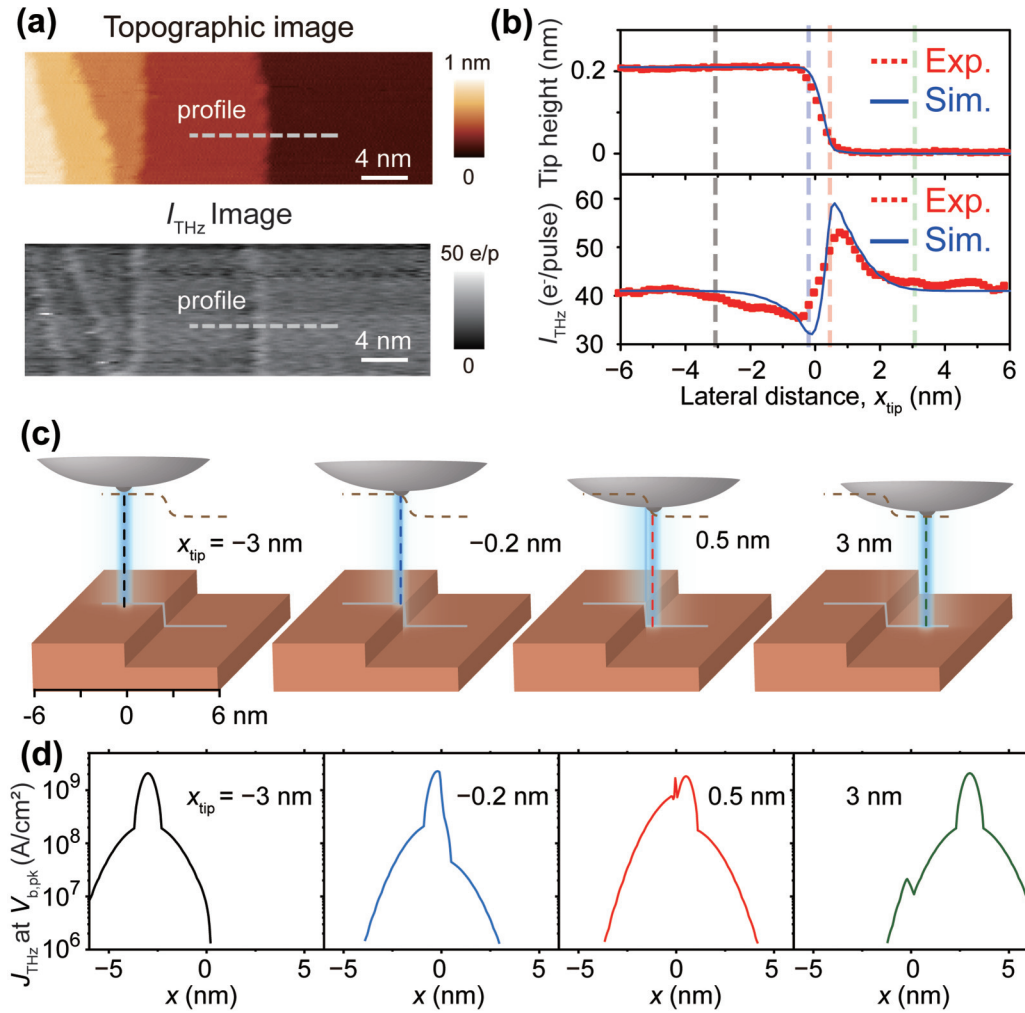 (a)
Topographic image
profile
4 nm
1 nm
0
I_THz Image
profile
4 nm
50 e/p
0
(b)
Tip height (nm)
0.2
0
Exp.
Sim.
I_THz (e⁻/pulse)
60
50
40
30
Exp.
Sim.
−6 −4 −2 0 2 4 6
Lateral distance, x_tip (nm)
(c)
x_tip = −3 nm
−0.2 nm
0.5 nm
3 nm
-6 0 6 nm
(d)
J_THz at V_b,pk (A/cm²)
10⁹
10⁸
10⁷
10⁶
x_tip = −3 nm
−0.2 nm
0.5 nm
3 nm
−5 0 5 −5 0 5 −5 0 5 −5 0 5
x (nm) x (nm) x (nm) x (nm)